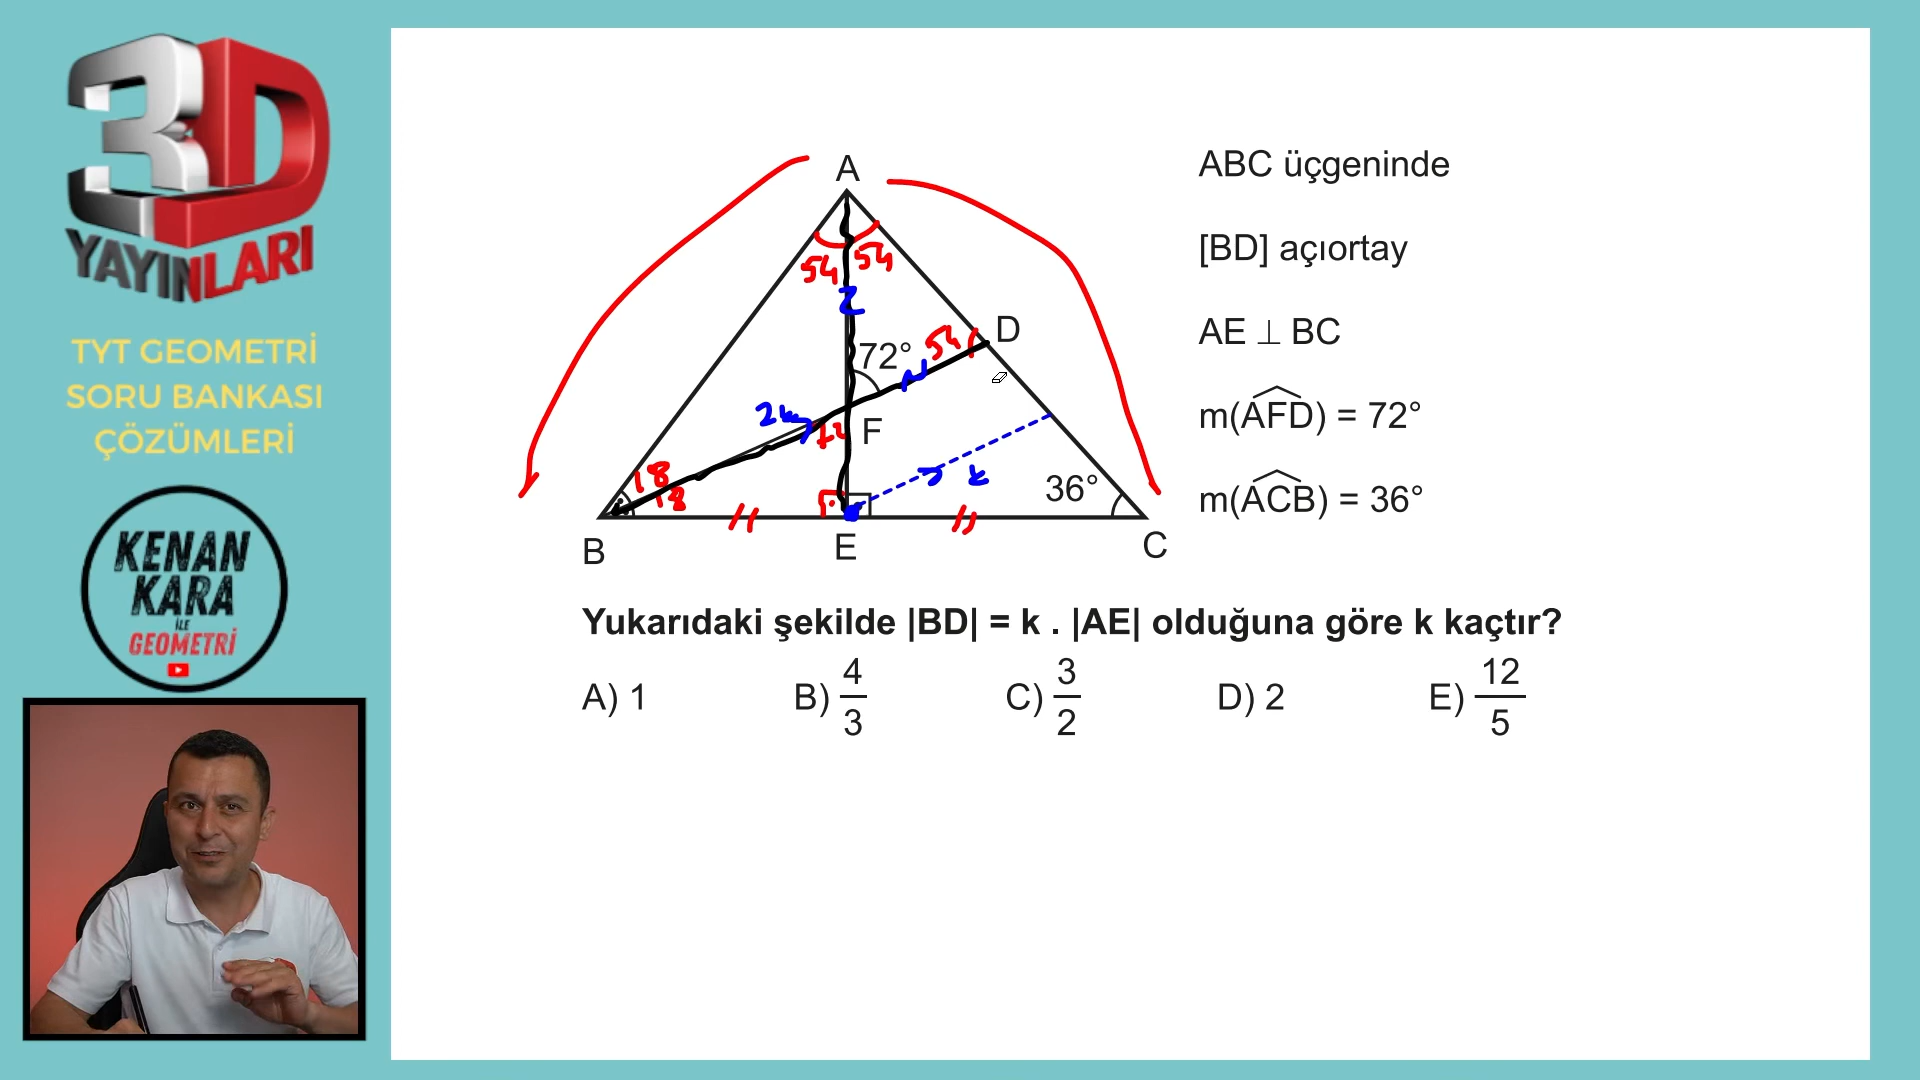 3D
YAYINLARI
TYT GEOMETRİ
SORU BANKASI
ÇÖZÜMLERİ
KENAN
KARA
İLE
GEOMETRİ
A
54 54
2
D
54
72°
2k
F
72
18
18
k
36°
B
E
C
ABC üçgeninde
[BD] açıortay
AE ⊥ BC
m(AFD) = 72°
m(ACB) = 36°
Yukarıdaki şekilde |BD| = k . |AE| olduğuna göre k kaçtır?
A) 1 B) 4/3 C) 3/2 D) 2 E) 12/5